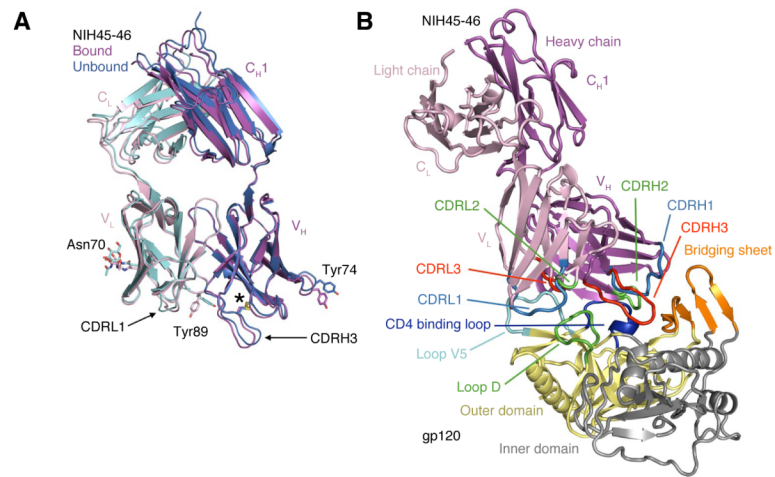 A
NIH45-46
Bound
Unbound
CH1
CL
VL
VH
Asn70
Tyr74
*
CDRL1
Tyr89
CDRH3
B
NIH45-46
Heavy chain
Light chain
CH1
CL
VH
CDRH2
CDRL2
CDRH1
VL
CDRH3
Bridging sheet
CDRL3
CDRL1
CD4 binding loop
Loop V5
Loop D
Outer domain
gp120
Inner domain